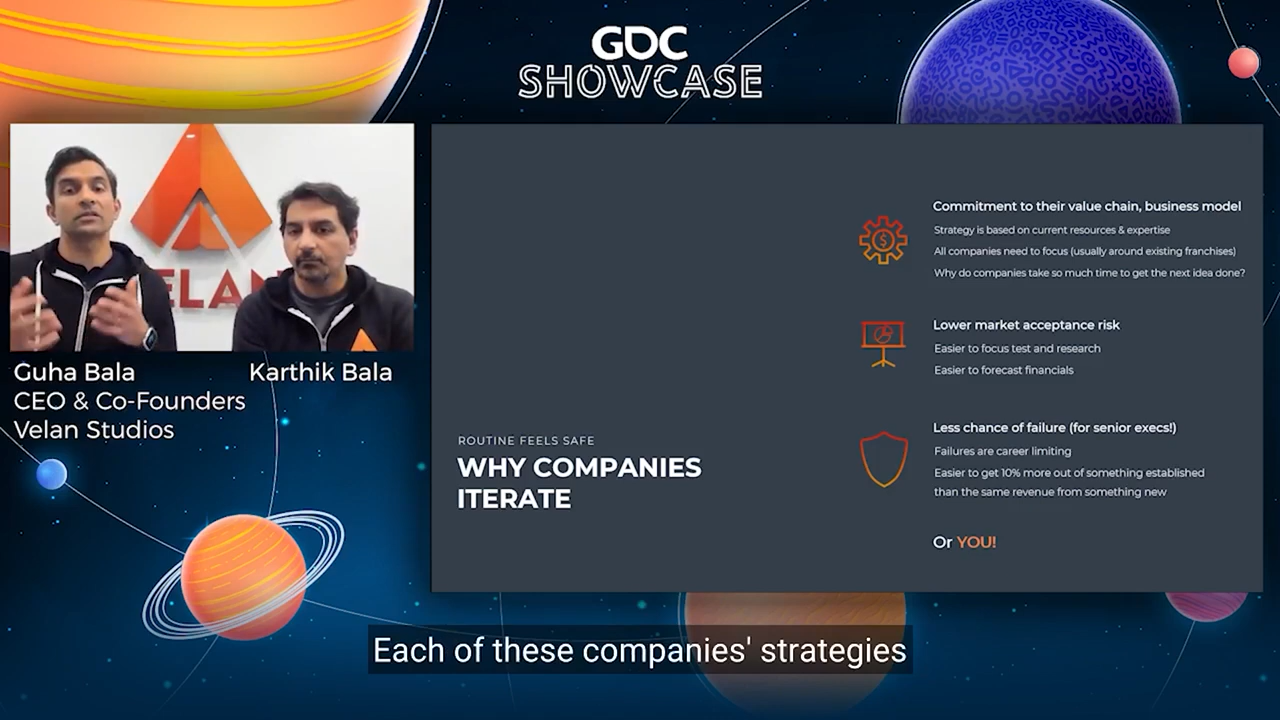 GDC
SHOWCASE
VELAN
Guha Bala
Karthik Bala
CEO & Co-Founders
Velan Studios
ROUTINE FEELS SAFE
WHY COMPANIES
ITERATE
Commitment to their value chain, business model
Strategy is based on current resources & expertise
All companies need to focus (usually around existing franchises)
Why do companies take so much time to get the next idea done?
Lower market acceptance risk
Easier to focus test and research
Easier to forecast financials
Less chance of failure (for senior execs!)
Failures are career limiting
Easier to get 10% more out of something established
than the same revenue from something new
Or YOU!
Each of these companies' strategies